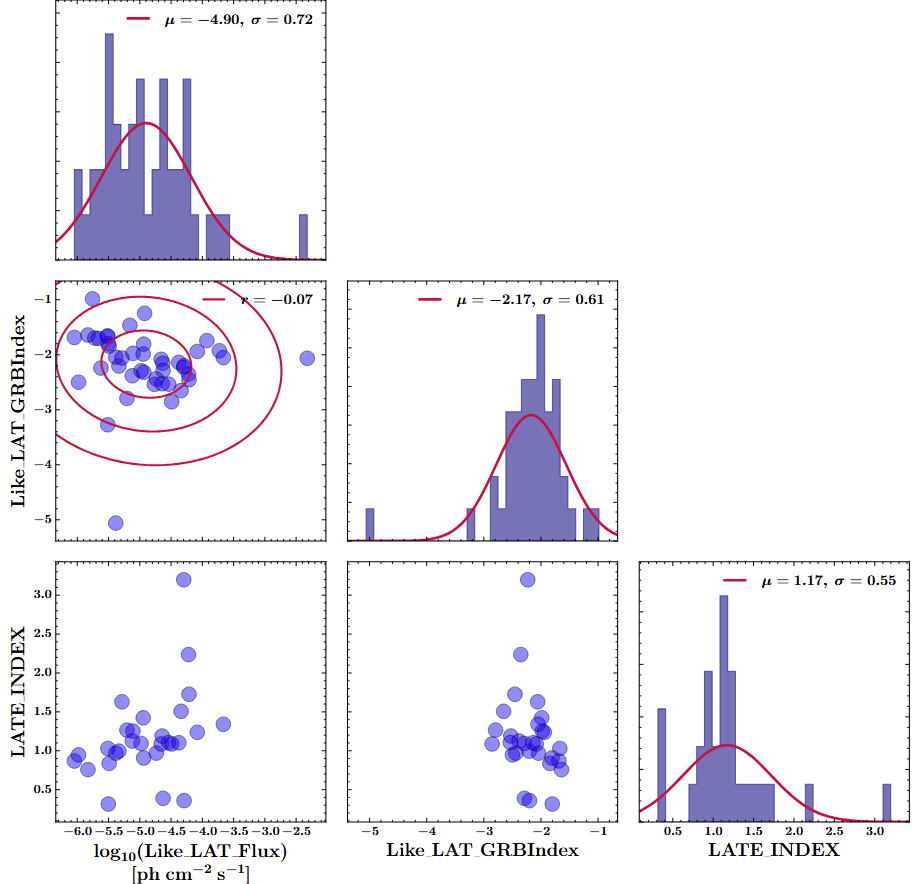 μ = −4.90, σ = 0.72
−1
−2
−3
−4
−5
Like_LAT_GRBIndex
r = −0.07
μ = −2.17, σ = 0.61
3.0
2.5
2.0
1.5
1.0
0.5
LATE_INDEX
μ = 1.17, σ = 0.55
−6.0 −5.5 −5.0 −4.5 −4.0 −3.5 −3.0 −2.5
log₁₀(Like_LAT_Flux)
[ph cm⁻² s⁻¹]
−5 −4 −3 −2 −1
Like_LAT_GRBIndex
0.5 1.0 1.5 2.0 2.5 3.0
LATE_INDEX